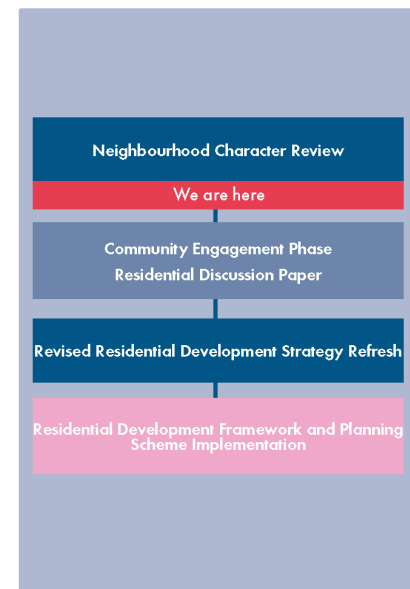 Neighbourhood Character Review
We are here
Community Engagement Phase
Residential Discussion Paper
Revised Residential Development Strategy Refresh
Residential Development Framework and Planning
Scheme Implementation